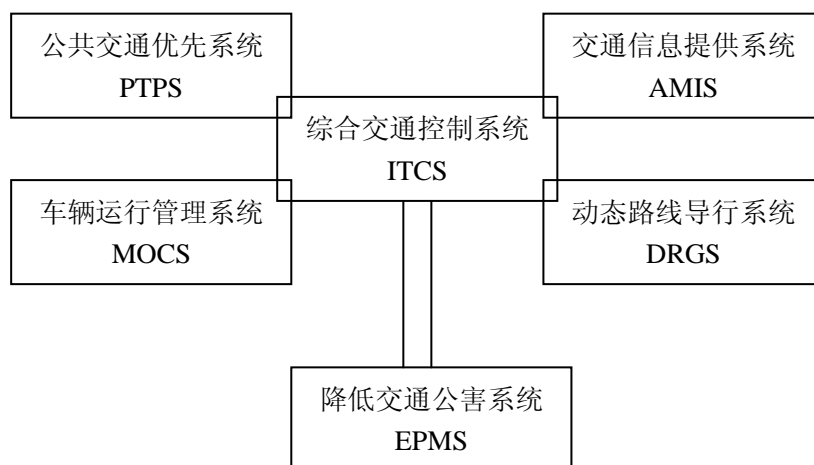 公共交通优先系统
PTPS
交通信息提供系统
AMIS
综合交通控制系统
ITCS
车辆运行管理系统
MOCS
动态路线导行系统
DRGS
降低交通公害系统
EPMS